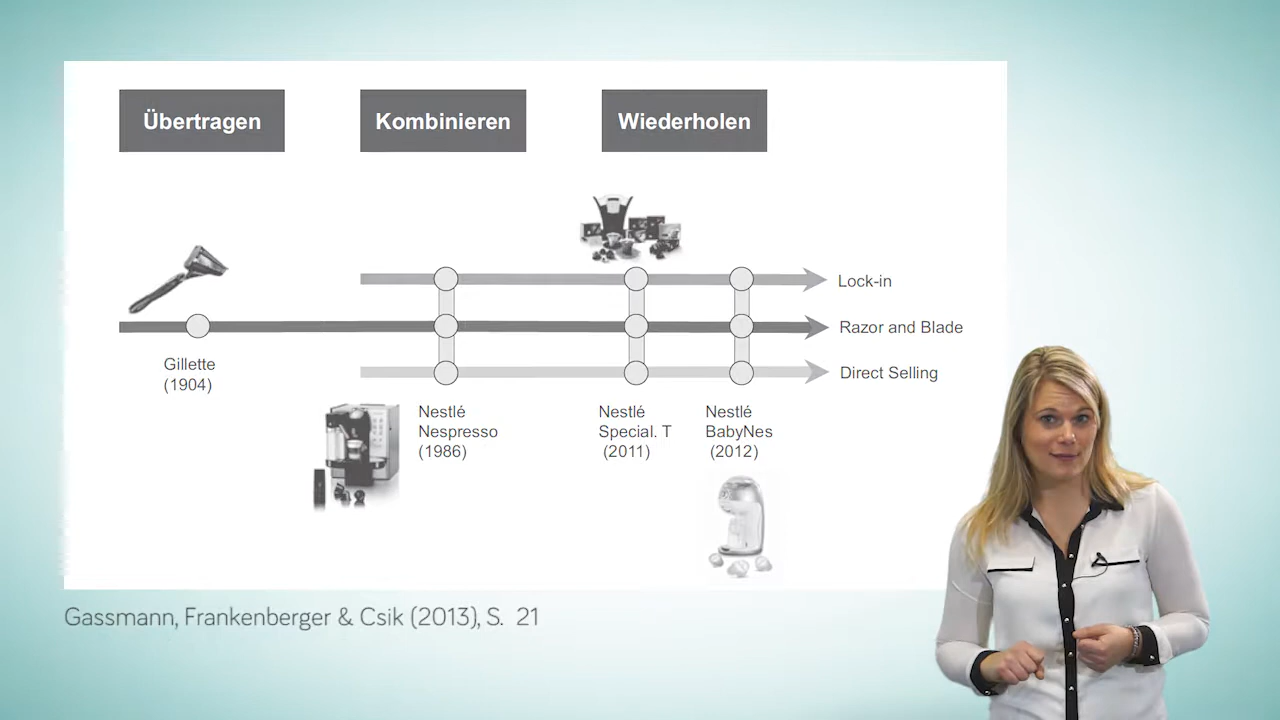 Übertragen
Kombinieren
Wiederholen
Lock-in
Razor and Blade
Direct Selling
Gillette
(1904)
Nestlé
Nespresso
(1986)
Nestlé
Special. T
(2011)
Nestlé
BabyNes
(2012)
Gassmann, Frankenberger & Csik (2013), S. 21